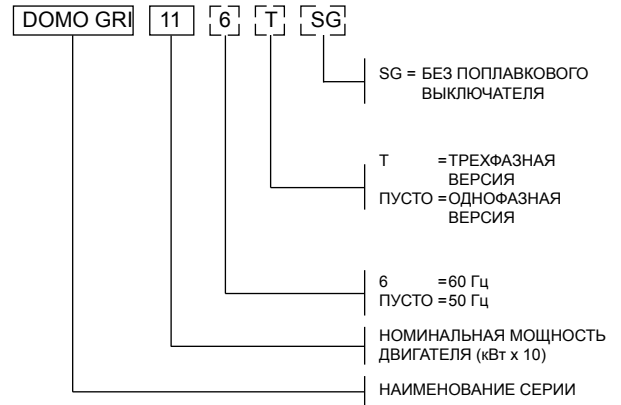 DOMO GRI 11 6 T SG
SG = БЕЗ ПОПЛАВКОВОГО
ВЫКЛЮЧАТЕЛЯ
T =ТРЕХФАЗНАЯ
ВЕРСИЯ
ПУСТО =ОДНОФАЗНАЯ
ВЕРСИЯ
6 =60 Гц
ПУСТО =50 Гц
НОМИНАЛЬНАЯ МОЩНОСТЬ
ДВИГАТЕЛЯ (кВт x 10)
НАИМЕНОВАНИЕ СЕРИИ